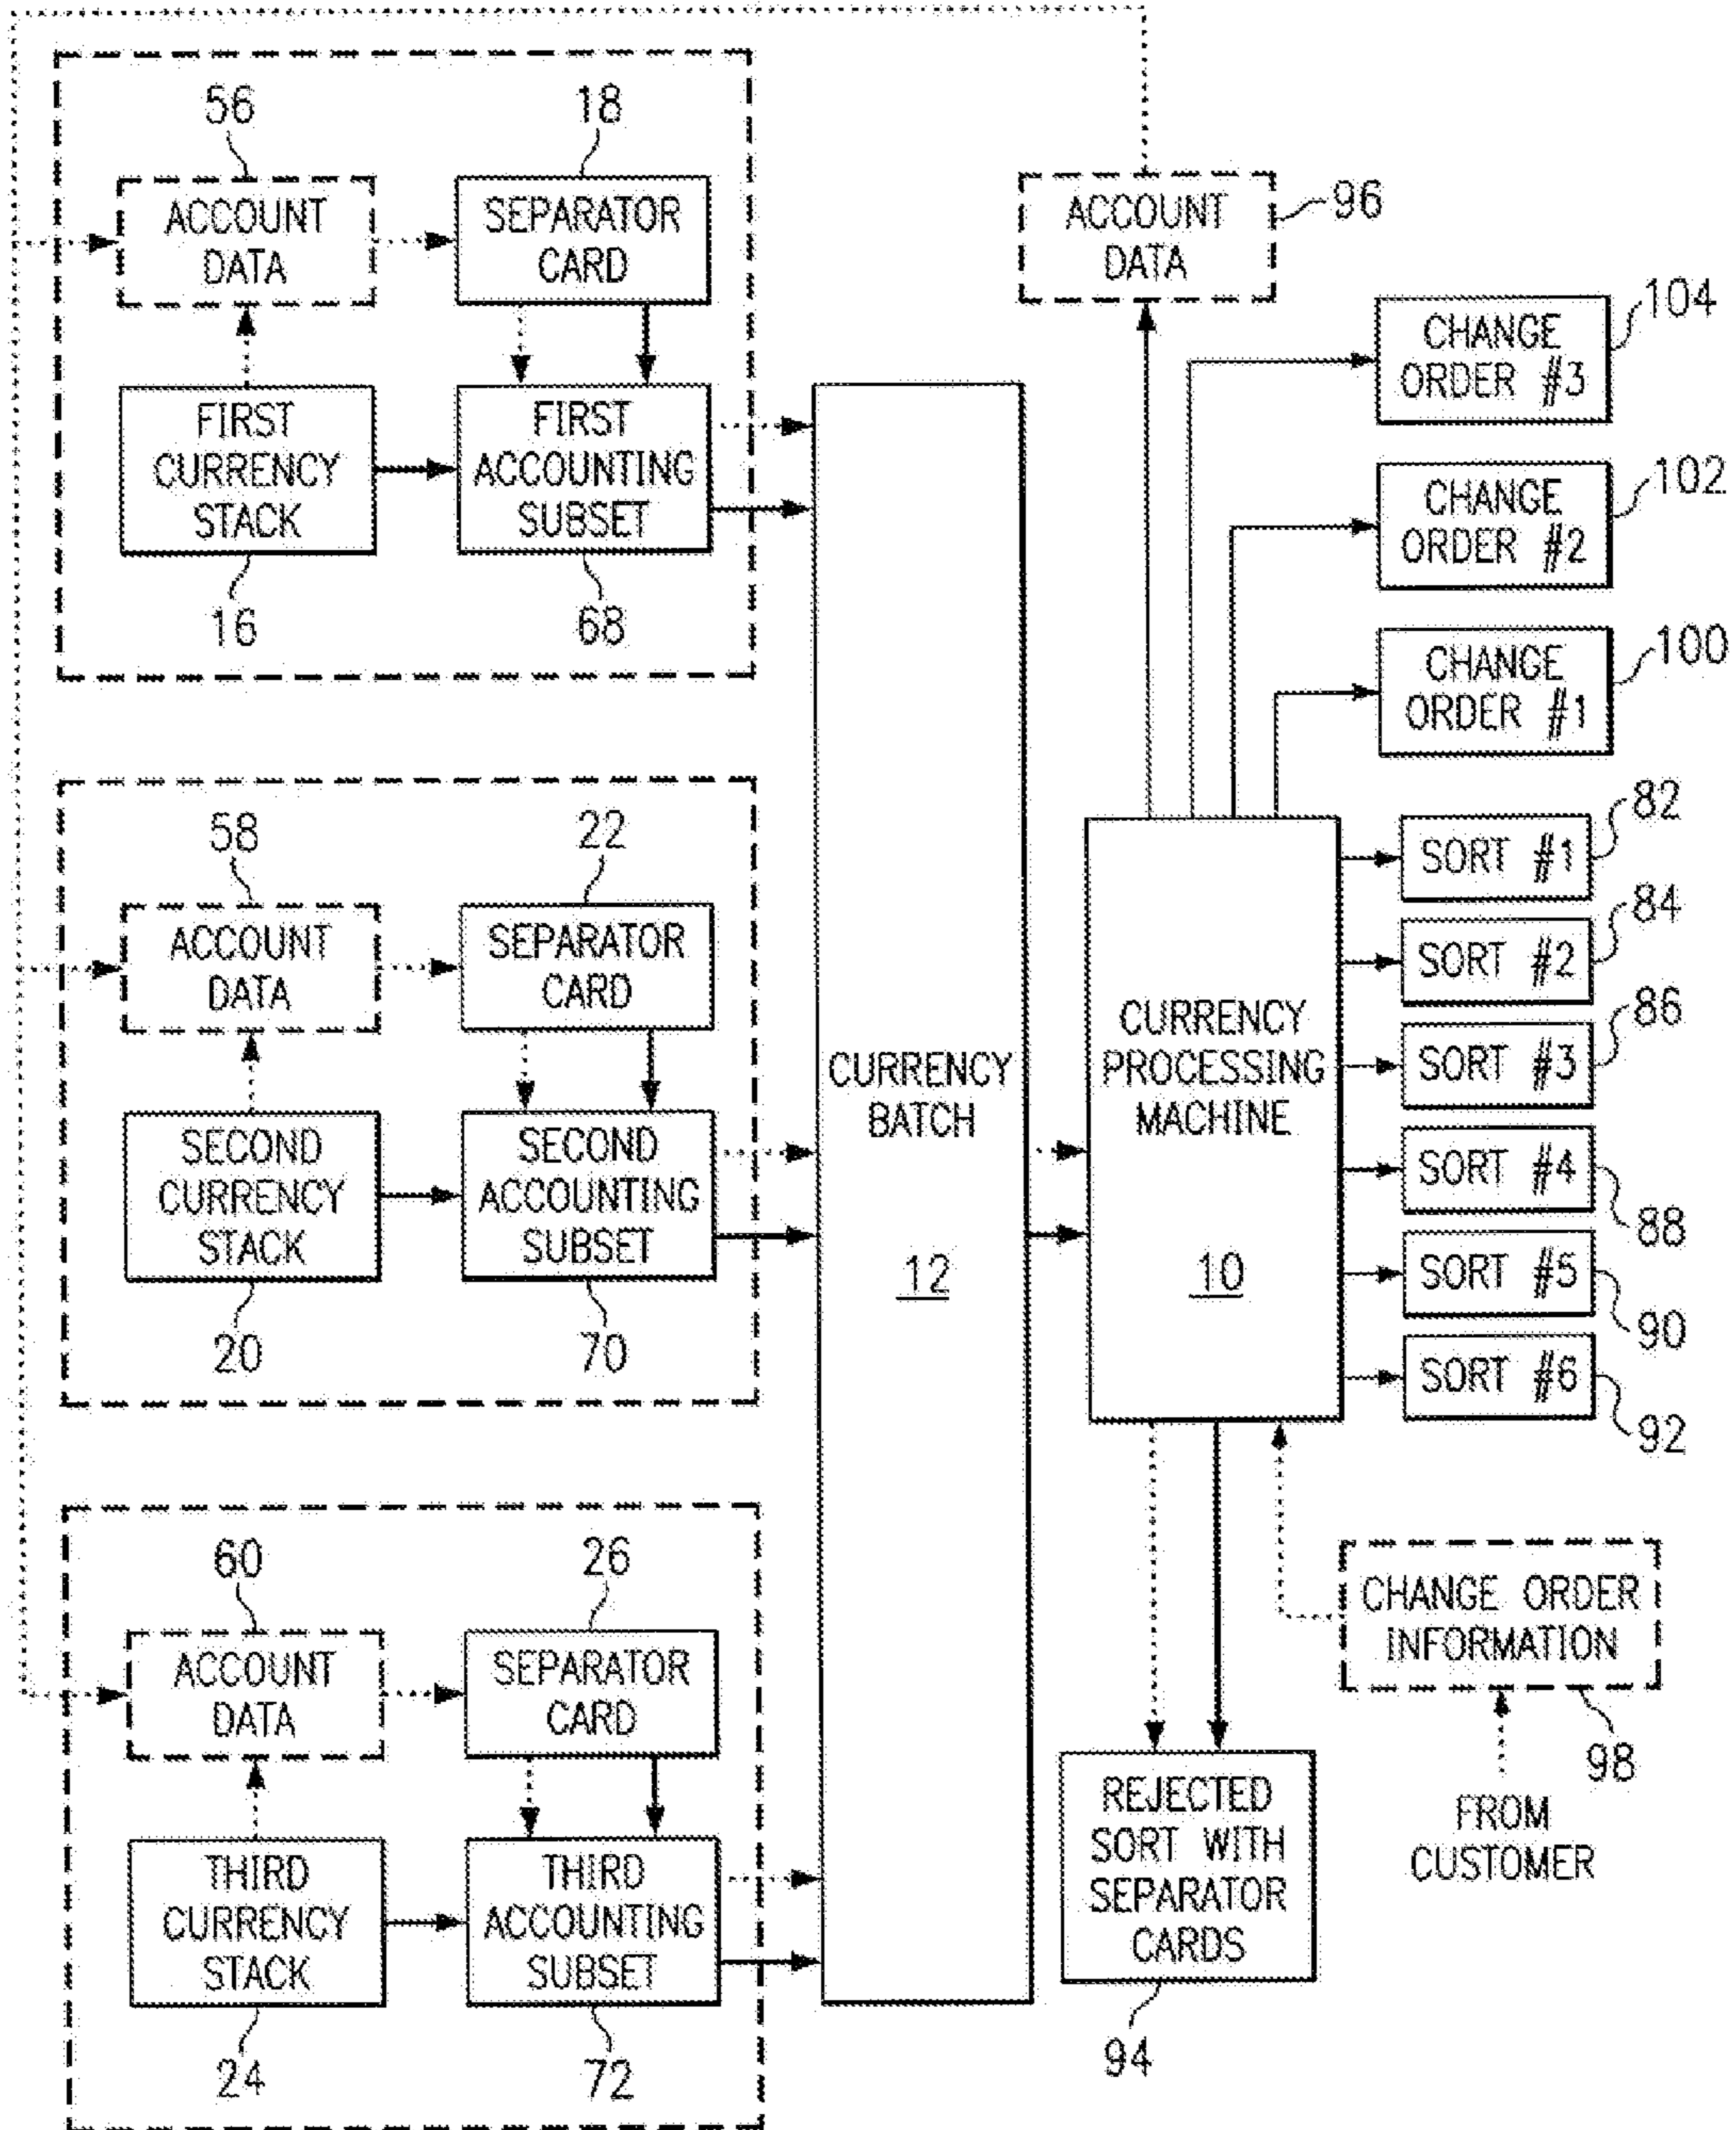 56
18
ACCOUNT
DATA
SEPARATOR
CARD
FIRST
CURRENCY
STACK
FIRST
ACCOUNTING
SUBSET
16
68
58
22
ACCOUNT
DATA
SEPARATOR
CARD
SECOND
CURRENCY
STACK
SECOND
ACCOUNTING
SUBSET
20
70
60
26
ACCOUNT
DATA
SEPARATOR
CARD
THIRD
CURRENCY
STACK
THIRD
ACCOUNTING
SUBSET
24
72
CURRENCY
BATCH
12
ACCOUNT
DATA
96
CHANGE
ORDER #3
104
CHANGE
ORDER #2
102
CHANGE
ORDER #1
100
CURRENCY
PROCESSING
MACHINE
10
SORT #1
82
SORT #2
84
SORT #3
86
SORT #4
88
SORT #5
90
SORT #6
92
CHANGE ORDER
INFORMATION
98
FROM
CUSTOMER
REJECTED
SORT WITH
SEPARATOR
CARDS
94